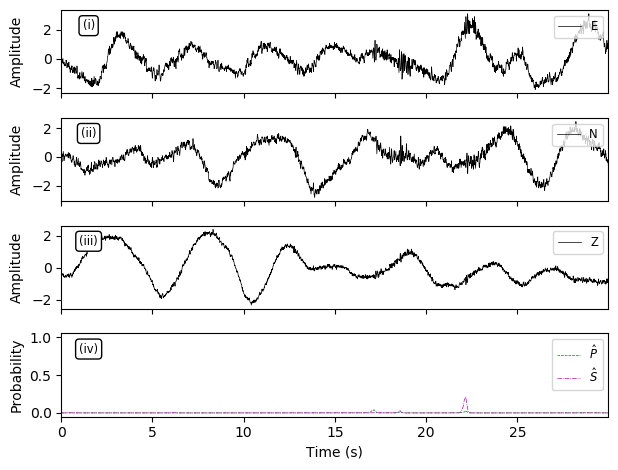 Amplitude
(i)
E
2
0
−2
Amplitude
(ii)
N
2
0
−2
Amplitude
(iii)
Z
2
0
−2
Probability
(iv)
P̂
Ŝ
1.0
0.5
0.0
0 5 10 15 20 25
Time (s)